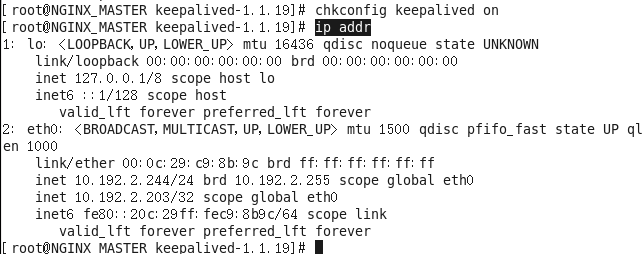 [root@NGINX_MASTER keepalived-1.1.19]# chkconfig keepalived on
[root@NGINX_MASTER keepalived-1.1.19]# ip addr
1: lo: <LOOPBACK,UP,LOWER_UP> mtu 16436 qdisc noqueue state UNKNOWN
    link/loopback 00:00:00:00:00:00 brd 00:00:00:00:00:00
    inet 127.0.0.1/8 scope host lo
    inet6 ::1/128 scope host
       valid_lft forever preferred_lft forever
2: eth0: <BROADCAST,MULTICAST,UP,LOWER_UP> mtu 1500 qdisc pfifo_fast state UP ql
en 1000
    link/ether 00:0c:29:c9:8b:9c brd ff:ff:ff:ff:ff:ff
    inet 10.192.2.244/24 brd 10.192.2.255 scope global eth0
    inet 10.192.2.203/32 scope global eth0
    inet6 fe80::20c:29ff:fec9:8b9c/64 scope link
       valid_lft forever preferred_lft forever
[root@NGINX_MASTER keepalived-1.1.19]#